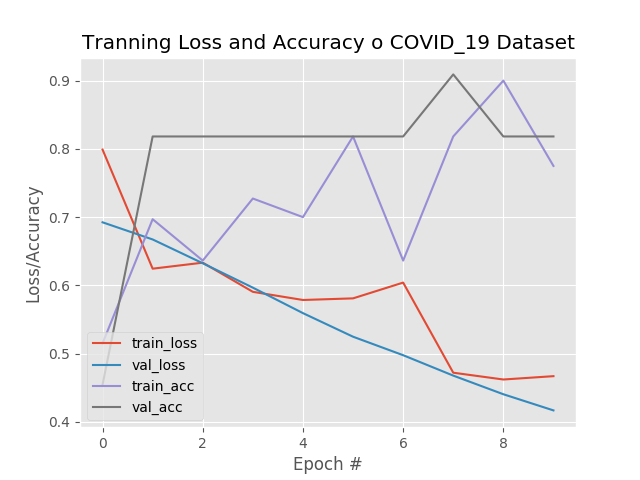 Tranning Loss and Accuracy o COVID_19 Dataset
0.9
0.8
0.7
0.6
0.5
0.4
Loss/Accuracy
train_loss
val_loss
train_acc
val_acc
0 2 4 6 8
Epoch #